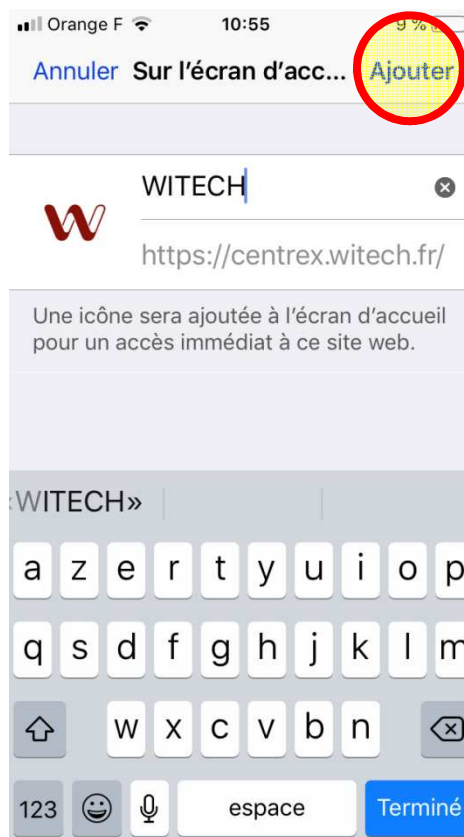 Orange F 10:55 9 %
Annuler Sur l'écran d'acc... Ajouter
WITECH
https://centrex.witech.fr/
Une icône sera ajoutée à l'écran d'accueil
pour un accès immédiat à ce site web.
«WITECH»
a z e r t y u i o p
q s d f g h j k l m
w x c v b n
123 espace Terminé